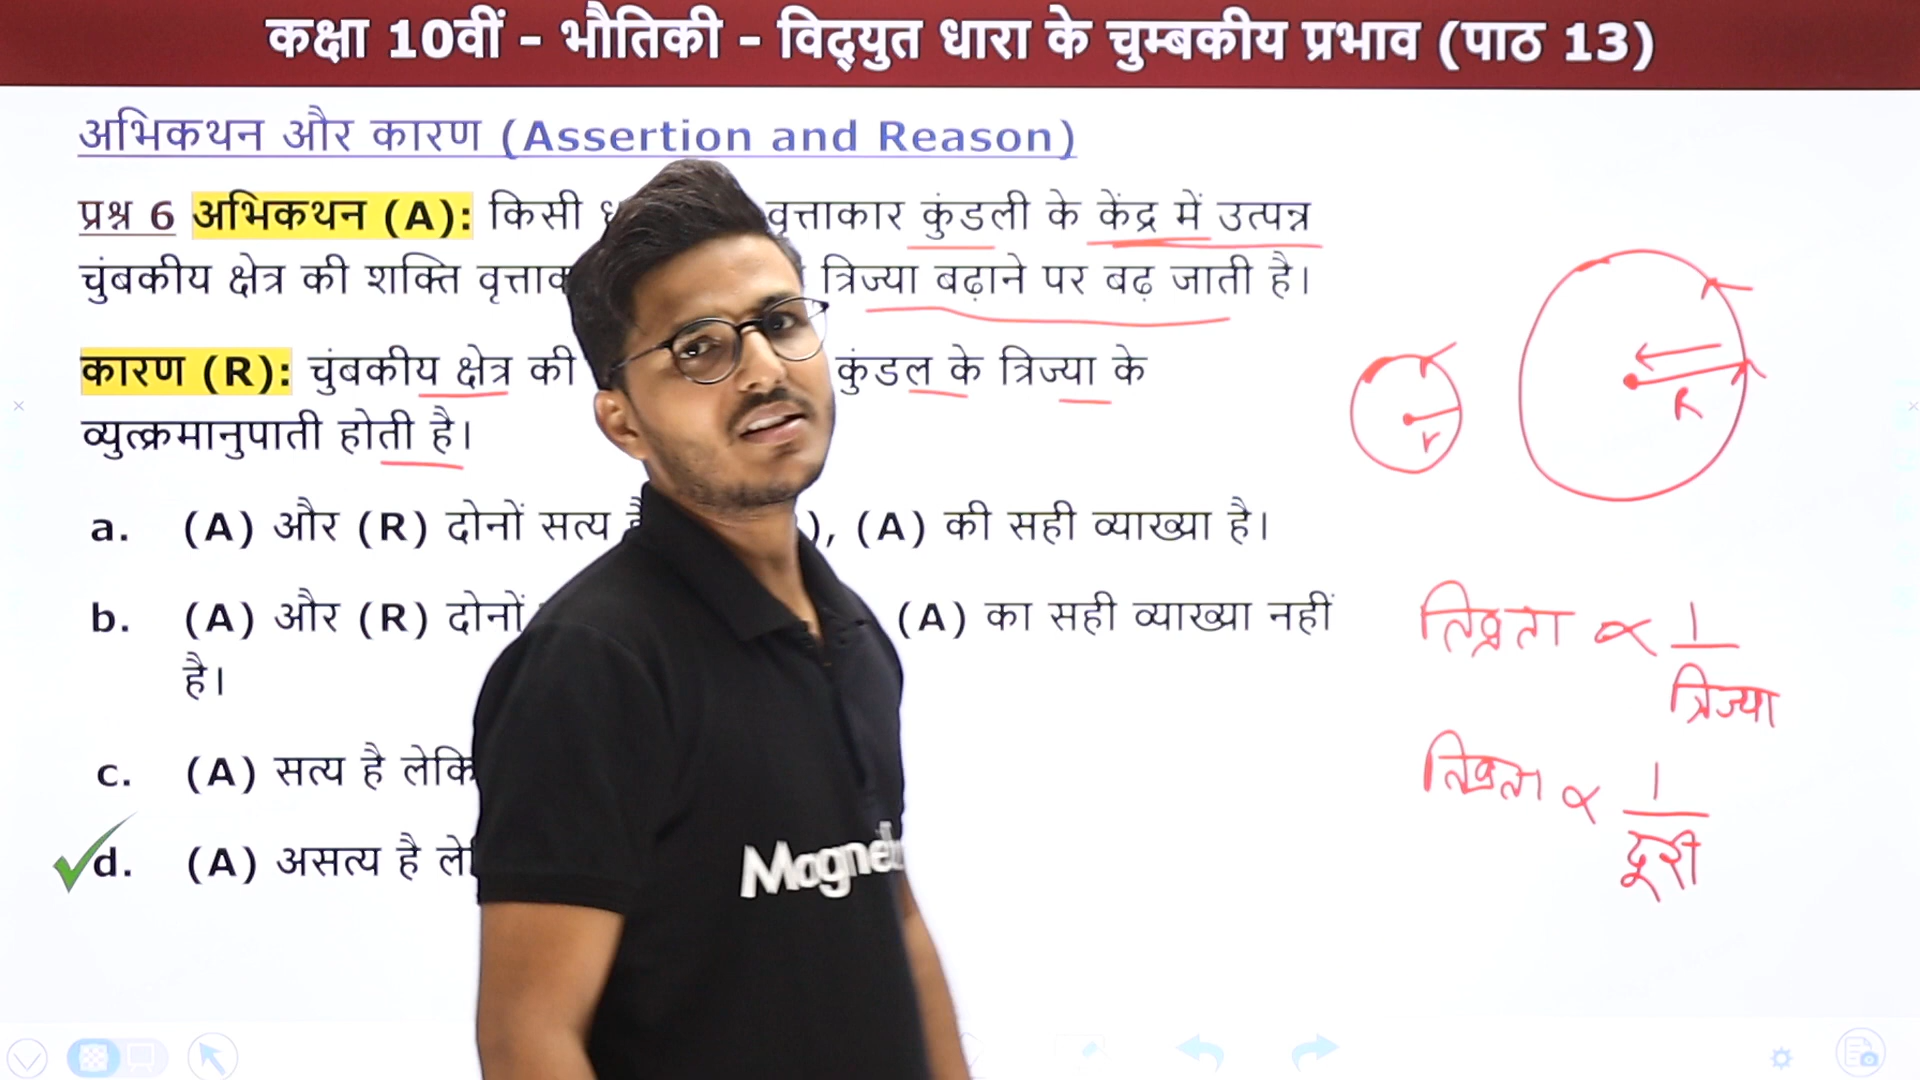 कक्षा 10वीं - भौतिकी - विद्युत धारा के चुम्बकीय प्रभाव (पाठ 13)
अभिकथन और कारण (Assertion and Reason)
प्रश्न 6 अभिकथन (A): किसी वृत्ताकार कुंडली के केंद्र में उत्पन्न
चुंबकीय क्षेत्र की शक्ति त्रिज्या बढ़ाने पर बढ़ जाती है।
कारण (R): चुंबकीय क्षेत्र की कुंडल के त्रिज्या के
व्युत्क्रमानुपाती होती है।
a. (A) और (R) दोनों सत्य ), (A) की सही व्याख्या है।
b. (A) और (R) दोनों (A) का सही व्याख्या नहीं
है।
c. (A) सत्य है
d. (A) असत्य है
r
R
तिव्रता ∝ 1
त्रिज्या
तिव्रता ∝ 1
दूरी
Magnet